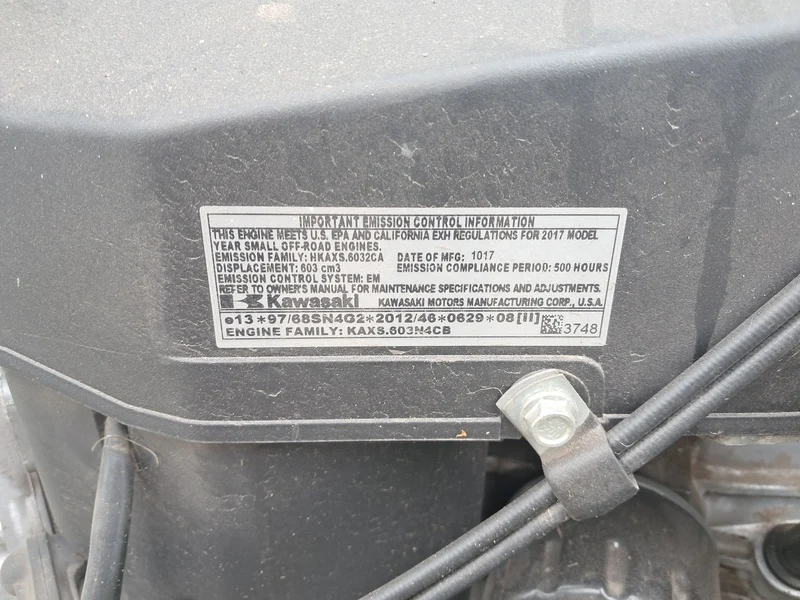 IMPORTANT EMISSION CONTROL INFORMATION
THIS ENGINE MEETS U.S. EPA AND CALIFORNIA EXH REGULATIONS FOR 2017 MODEL
YEAR SMALL OFF-ROAD ENGINES.
EMISSION FAMILY: HKAXS.6032CA DATE OF MFG: 1017
DISPLACEMENT: 603 cm3 EMISSION COMPLIANCE PERIOD: 500 HOURS
EMISSION CONTROL SYSTEM: EM
REFER TO OWNER'S MANUAL FOR MAINTENANCE SPECIFICATIONS AND ADJUSTMENTS.
Kawasaki KAWASAKI MOTORS MANUFACTURING CORP., U.S.A.
e13*97/68SN4G2*2012/46*0629*08[II]
ENGINE FAMILY: KAXS.603N4CB 3748